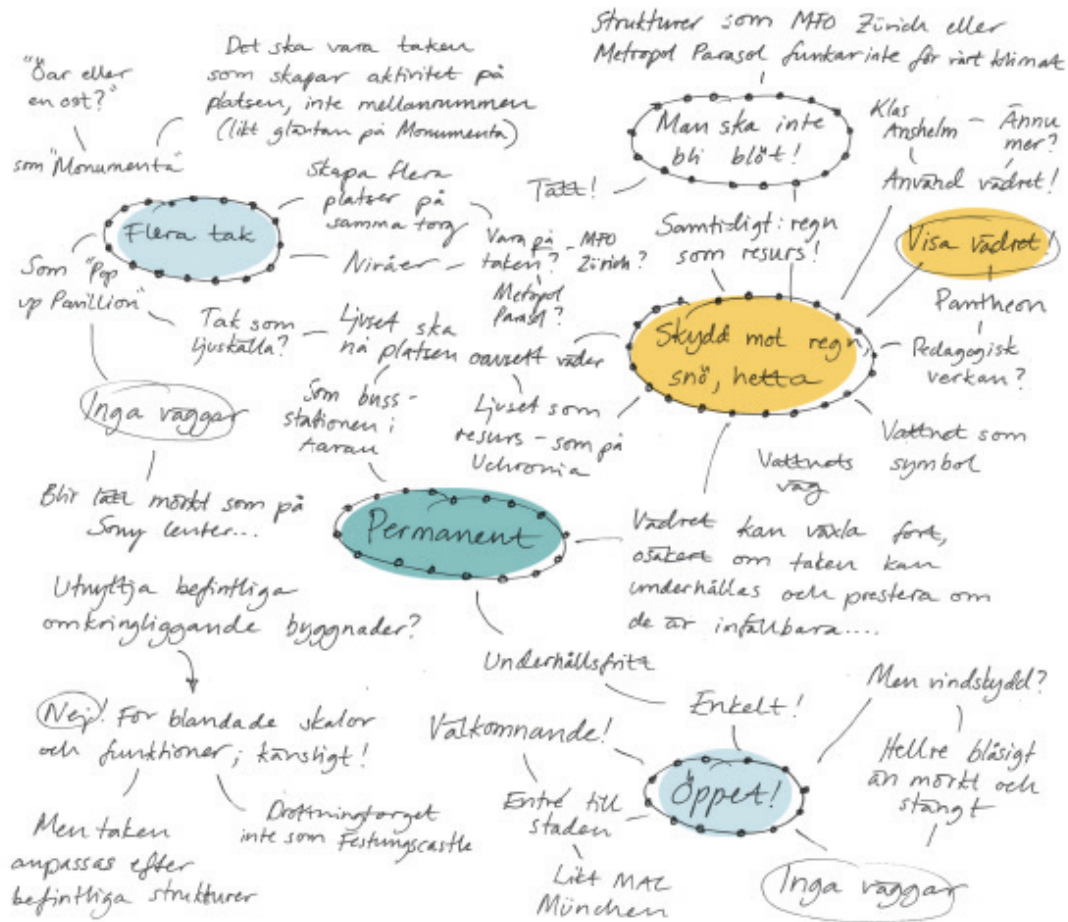 Strukturer som MFO Zürich eller
Metropol Parasol funkar inte för vårt klimat
"Öar eller
en ost?"
Det ska vara taken
som skapar aktivitet på
platsen, inte mellanrummen
(likt gläntan på Monumenta)
som "Monumenta"
Man ska inte
bli blöt!
Klas
Anshelm
Ännu
mer?
Använd vädret!
Tätt!
Skapa flera
platser på
samma torg
Flera tak
Nivåer
Vara på
taken?
MFO
Zürich?
Metropol
Parasol?
Samtidigt: regn
som resurs!
Visa vädret!
Som "Pop
up Pavillion"
Tak som
ljuskälla?
Ljuset ska
nå platsen oavsett väder
Skydd mot regn,
snö, hetta
Pantheon
Pedagogisk
verkan?
Inga väggar
Som buss-
stationen i
Aarau
Ljuset som
resurs - som på
Uchronia
Vattnet som
symbol
Vattnets
väg
Blir lätt mörkt som på
Sony Center...
Permanent
Vädret kan växla fort,
osäkert om taken kan
underhållas och prestera om
de är infällbara....
Utnyttja befintliga
omkringliggande byggnader?
Underhållsfritt
Nej! För blandade skalor
och funktioner; känsligt!
Välkomnande!
Enkelt!
Men vindskydd?
Öppet!
Hellre blåsigt
än mörkt och
stängt
Entré till
staden
Drottningtorget
inte som Festungscastle
Men taken
anpassas efter
befintliga strukturer
Likt MAC
München
Inga väggar